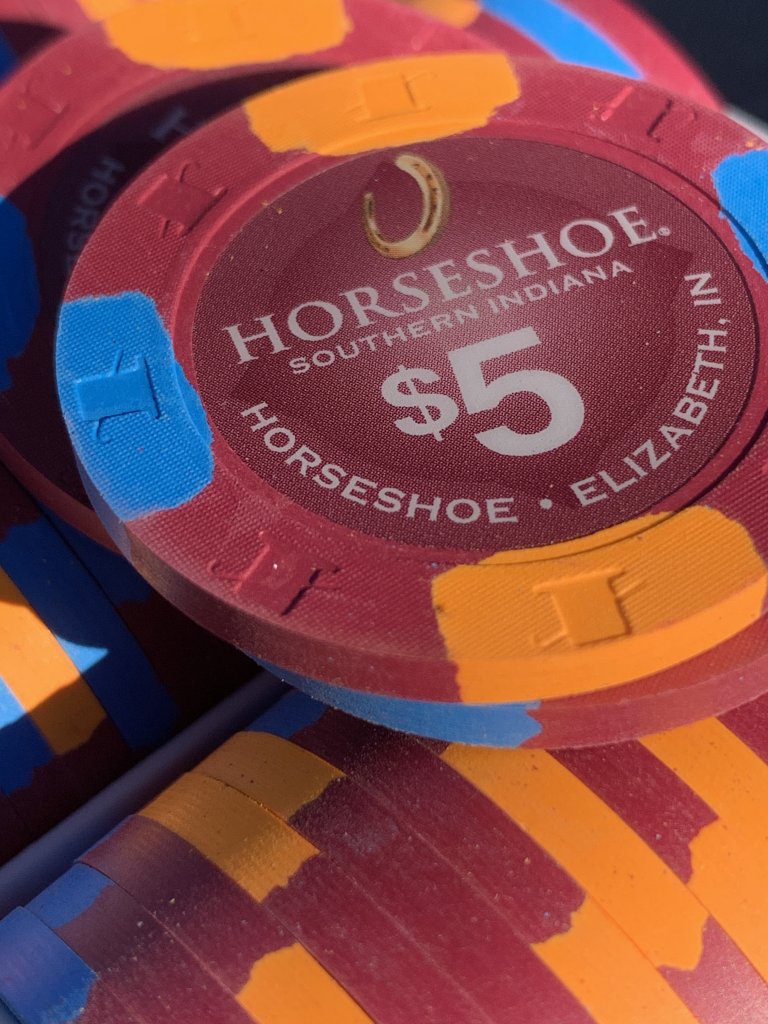 HORSESHOE.
SOUTHERN INDIANA
$5
HORSESHOE • ELIZABETH, IN